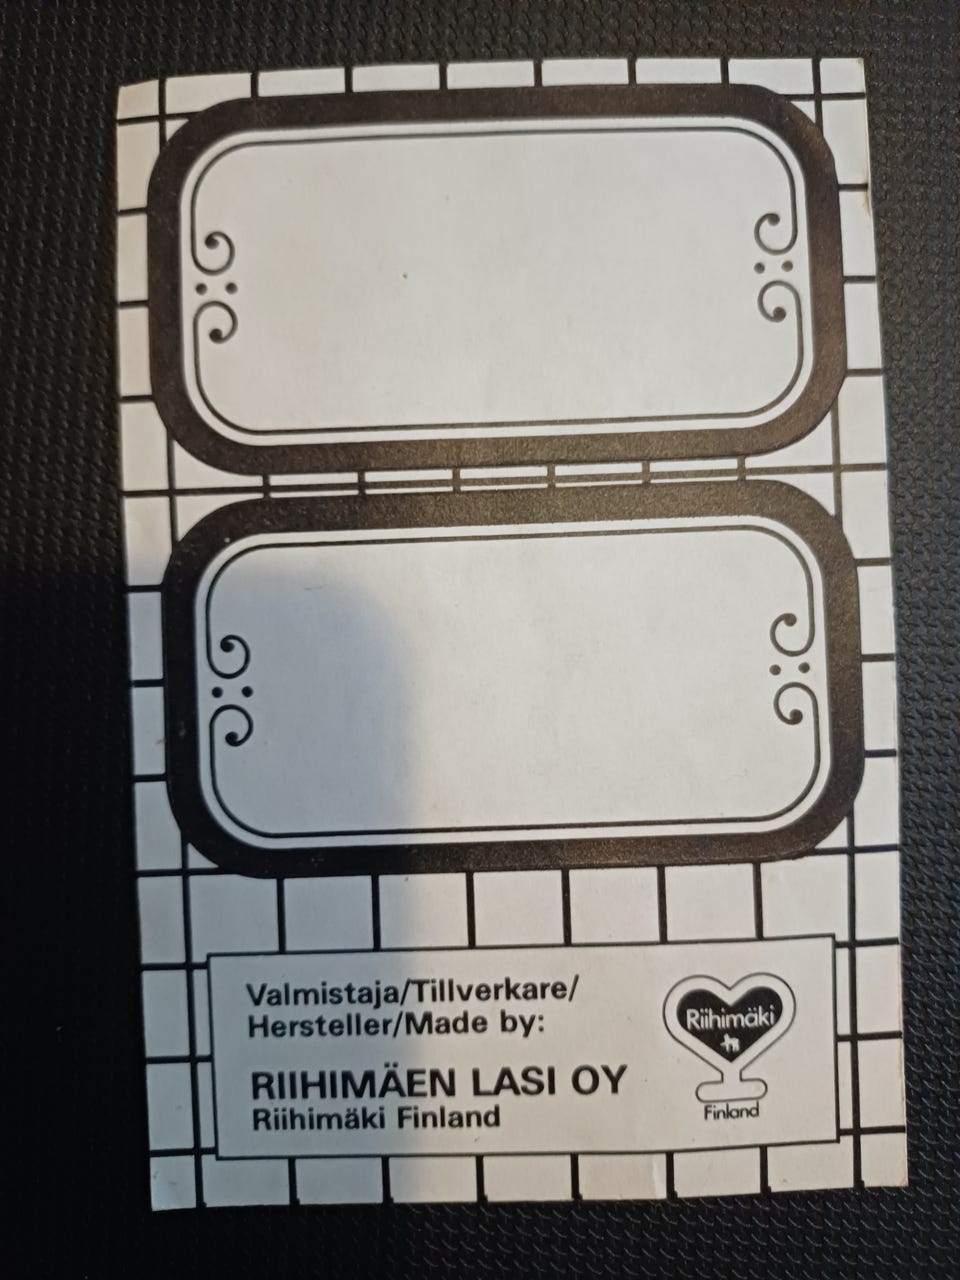 Valmistaja/Tillverkare/
Hersteller/Made by:
RIIHIMÄEN LASI OY
Riihimäki Finland
Riihimäki
Finland